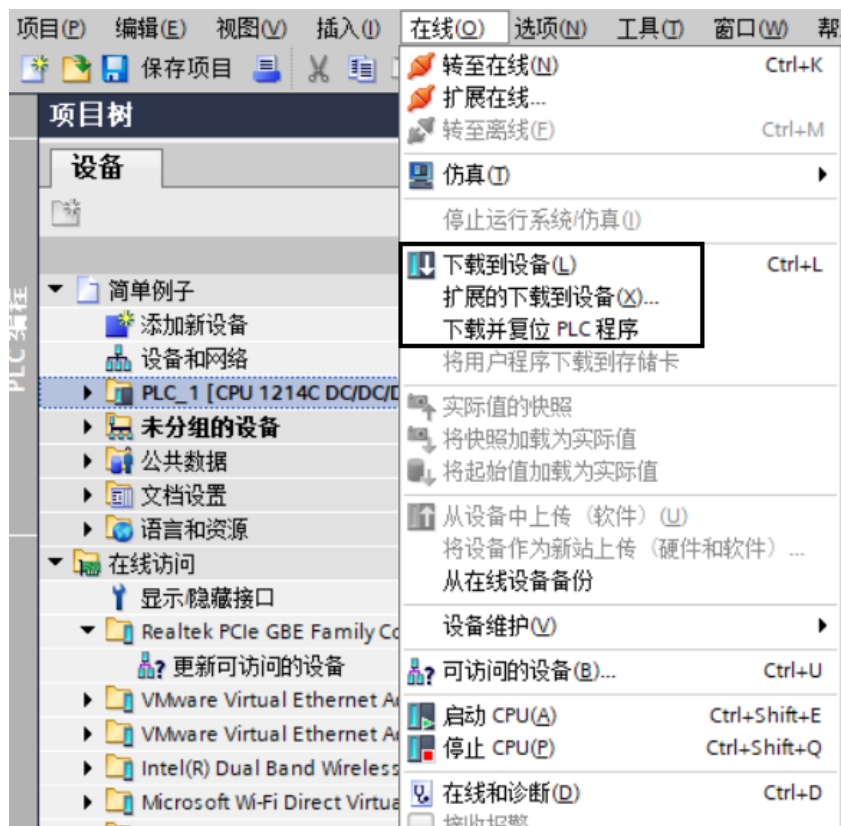 项目(P) 编辑(E) 视图(V) 插入(I) 在线(O) 选项(N) 工具(T) 窗口(W) 帮
保存项目
项目树
设备
PLC 编程
简单例子
添加新设备
设备和网络
PLC_1 [CPU 1214C DC/DC/D
未分组的设备
公共数据
文档设置
语言和资源
在线访问
显示/隐藏接口
Realtek PCIe GBE Family Co
更新可访问的设备
VMware Virtual Ethernet A
VMware Virtual Ethernet A
Intel(R) Dual Band Wireless
Microsoft Wi-Fi Direct Virtua
转至在线(N) Ctrl+K
扩展在线...
转至离线(F) Ctrl+M
仿真(T)
停止运行系统/仿真(I)
下载到设备(L) Ctrl+L
扩展的下载到设备(X)...
下载并复位 PLC 程序
将用户程序下载到存储卡
实际值的快照
将快照加载为实际值
将起始值加载为实际值
从设备中上传（软件）(U)
将设备作为新站上传（硬件和软件）...
从在线设备备份
设备维护(V)
可访问的设备(B)... Ctrl+U
启动 CPU(A) Ctrl+Shift+E
停止 CPU(P) Ctrl+Shift+Q
在线和诊断(D) Ctrl+D
接收报警